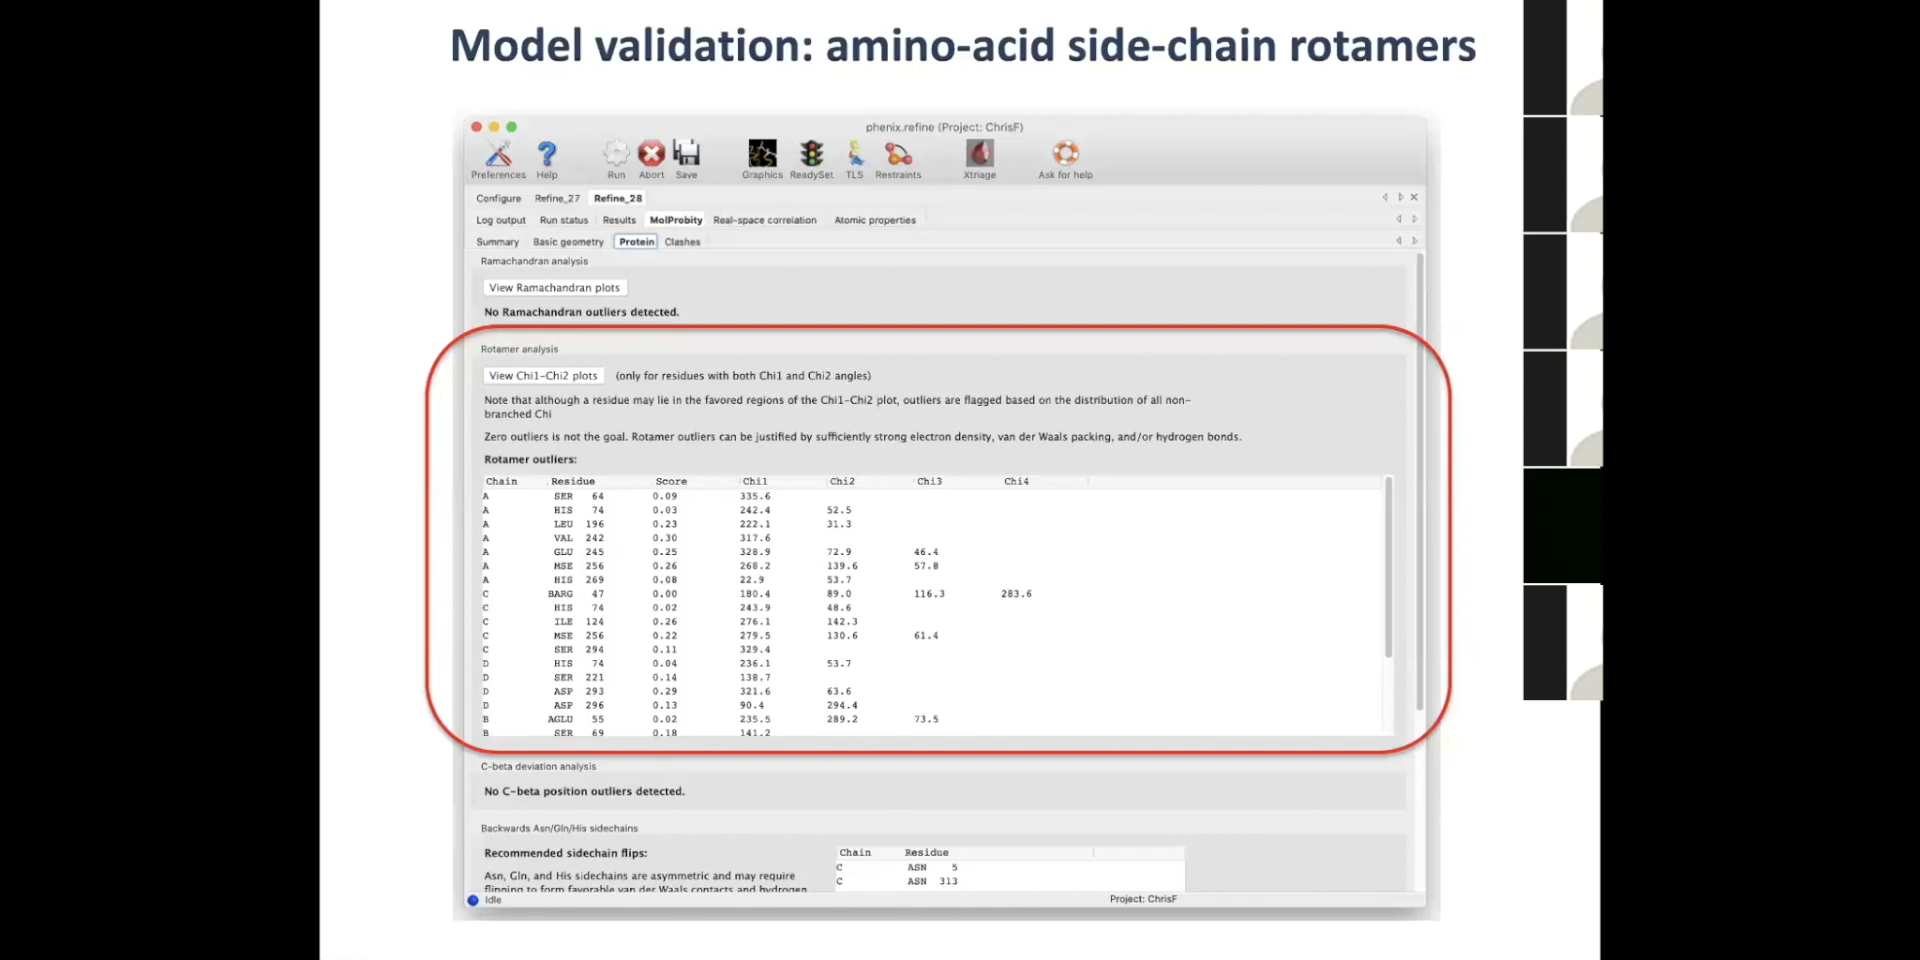 Model validation: amino-acid side-chain rotamers
phenix.refine (Project: ChrisF)
Preferences Help Run Abort Save Graphics ReadySet TLS Restraints Xtriage Ask for help
Configure Refine_27 Refine_28
Log output Run status Results MolProbity Real-space correlation Atomic properties
Summary Basic geometry Protein Clashes
Ramachandran analysis
View Ramachandran plots
No Ramachandran outliers detected.
Rotamer analysis
View Chi1-Chi2 plots (only for residues with both Chi1 and Chi2 angles)
Note that although a residue may lie in the favored regions of the Chi1-Chi2 plot, outliers are flagged based on the distribution of all non-
branched Chi
Zero outliers is not the goal. Rotamer outliers can be justified by sufficiently strong electron density, van der Waals packing, and/or hydrogen bonds.
Rotamer outliers:
Chain Residue Score Chi1 Chi2 Chi3 Chi4
A SER 64 0.09 335.6
A HIS 74 0.03 242.4 52.5
A LEU 196 0.23 222.1 31.3
A VAL 242 0.30 317.6
A GLU 245 0.25 328.9 72.9 46.4
A MSE 256 0.26 268.2 139.6 57.8
A HIS 269 0.08 22.9 53.7
C BARG 47 0.00 180.4 89.0 116.3 283.6
C HIS 74 0.02 243.9 48.6
C ILE 124 0.26 276.1 142.3
C MSE 256 0.22 279.5 130.6 61.4
C SER 294 0.11 329.4
D HIS 74 0.04 236.1 53.7
D SER 221 0.14 138.7
D ASP 293 0.29 321.6 63.6
D ASP 296 0.13 90.4 294.4
B AGLU 55 0.02 235.5 289.2 73.5
B SER 69 0.18 141.2
C-beta deviation analysis
No C-beta position outliers detected.
Backwards Asn/Gln/His sidechains
Recommended sidechain flips:
Asn, Gln, and His sidechains are asymmetric and may require
flipping to form favorable van der Waals contacts and hydrogen
Chain Residue
C ASN 5
C ASN 313
Idle Project: ChrisF